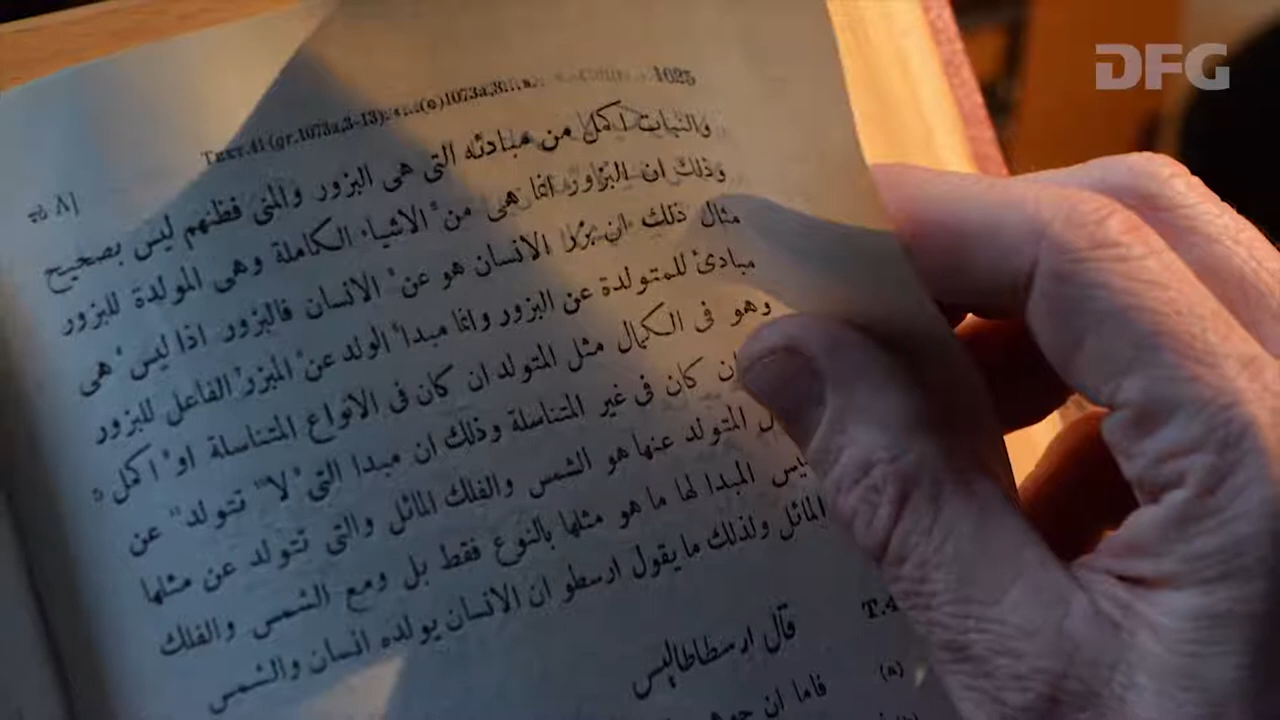 DFG
Text.41 (gr.1073a,3-13): 1625
والنبات اكمل من مبادئه التى هى البزور والمنى فظنهم ليس بصحيح
وذلك ان البزور انما هى من الاشياء الكاملة وهى المولدة للبزور
مثال ذلك ان بزر الانسان هو عن الانسان فالبزور اذا ليس هى
مبادئ للمتولدة عن البزور وانما مبدا الولد عن المبزر الفاعل للبزور
وهو فى الكمال مثل المتولد ان كان فى الانواع المتناسلة او اكمل
ان كان فى غير المتناسلة وذلك ان مبدا التى لا تتولد عن
المتولد عنها هو الشمس والفلك المائل والتى تتولد عن مثلها
ليس المبدا لها ما هو مثلها بالنوع فقط بل ومع الشمس والفلك
المائل ولذلك ما يقول ارسطو ان الانسان يولده انسان والشمس
قال ارسطاطاليس
T.4
(a)
فاما ان